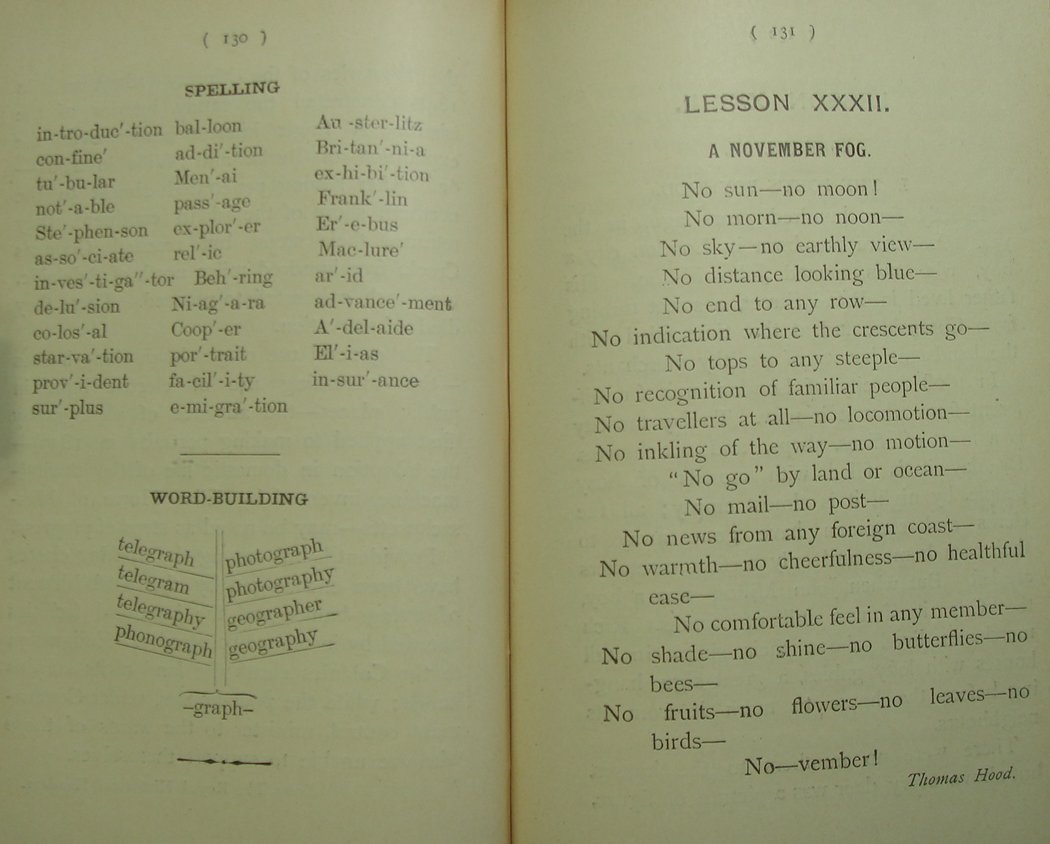 ( 130 )
SPELLING
in-tro-duc′-tion bal-loon Au -ster-litz
con-fine′ ad-di′-tion Bri-tan′-ni-a
tu′-bu-lar Men′-ai ex-hi-bi′-tion
not′-a-ble pass′-age Frank′-lin
Ste′-phen-son ex-plor′-er Er′-e-bus
as-so′-ci-ate rel′-ic Mac-lure′
in-ves′-ti-ga″-tor Beh′-ring ar′-id
de-lu′-sion Ni-ag′-a-ra ad-vance′-ment
co-los′-al Coop′-er A′-del-aide
star-va′-tion por′-trait El′-i-as
prov′-i-dent fa-cil′-i-ty in-sur′-ance
sur′-plus e-mi-gra′-tion
WORD-BUILDING
telegraph photograph
telegram photography
telegraphy geographer
phonograph geography
–graph–
( 131 )
LESSON XXXII.
A NOVEMBER FOG.
No sun—no moon!
No morn—no noon—
No sky—no earthly view—
No distance looking blue—
No end to any row—
No indication where the crescents go—
No tops to any steeple—
No recognition of familiar people—
No travellers at all—no locomotion—
No inkling of the way—no motion—
"No go" by land or ocean—
No mail—no post—
No news from any foreign coast—
No warmth—no cheerfulness—no healthful
ease—
No comfortable feel in any member—
No shade—no shine—no butterflies—no
bees—
No fruits—no flowers—no leaves—no
birds—
No—vember!
Thomas Hood.